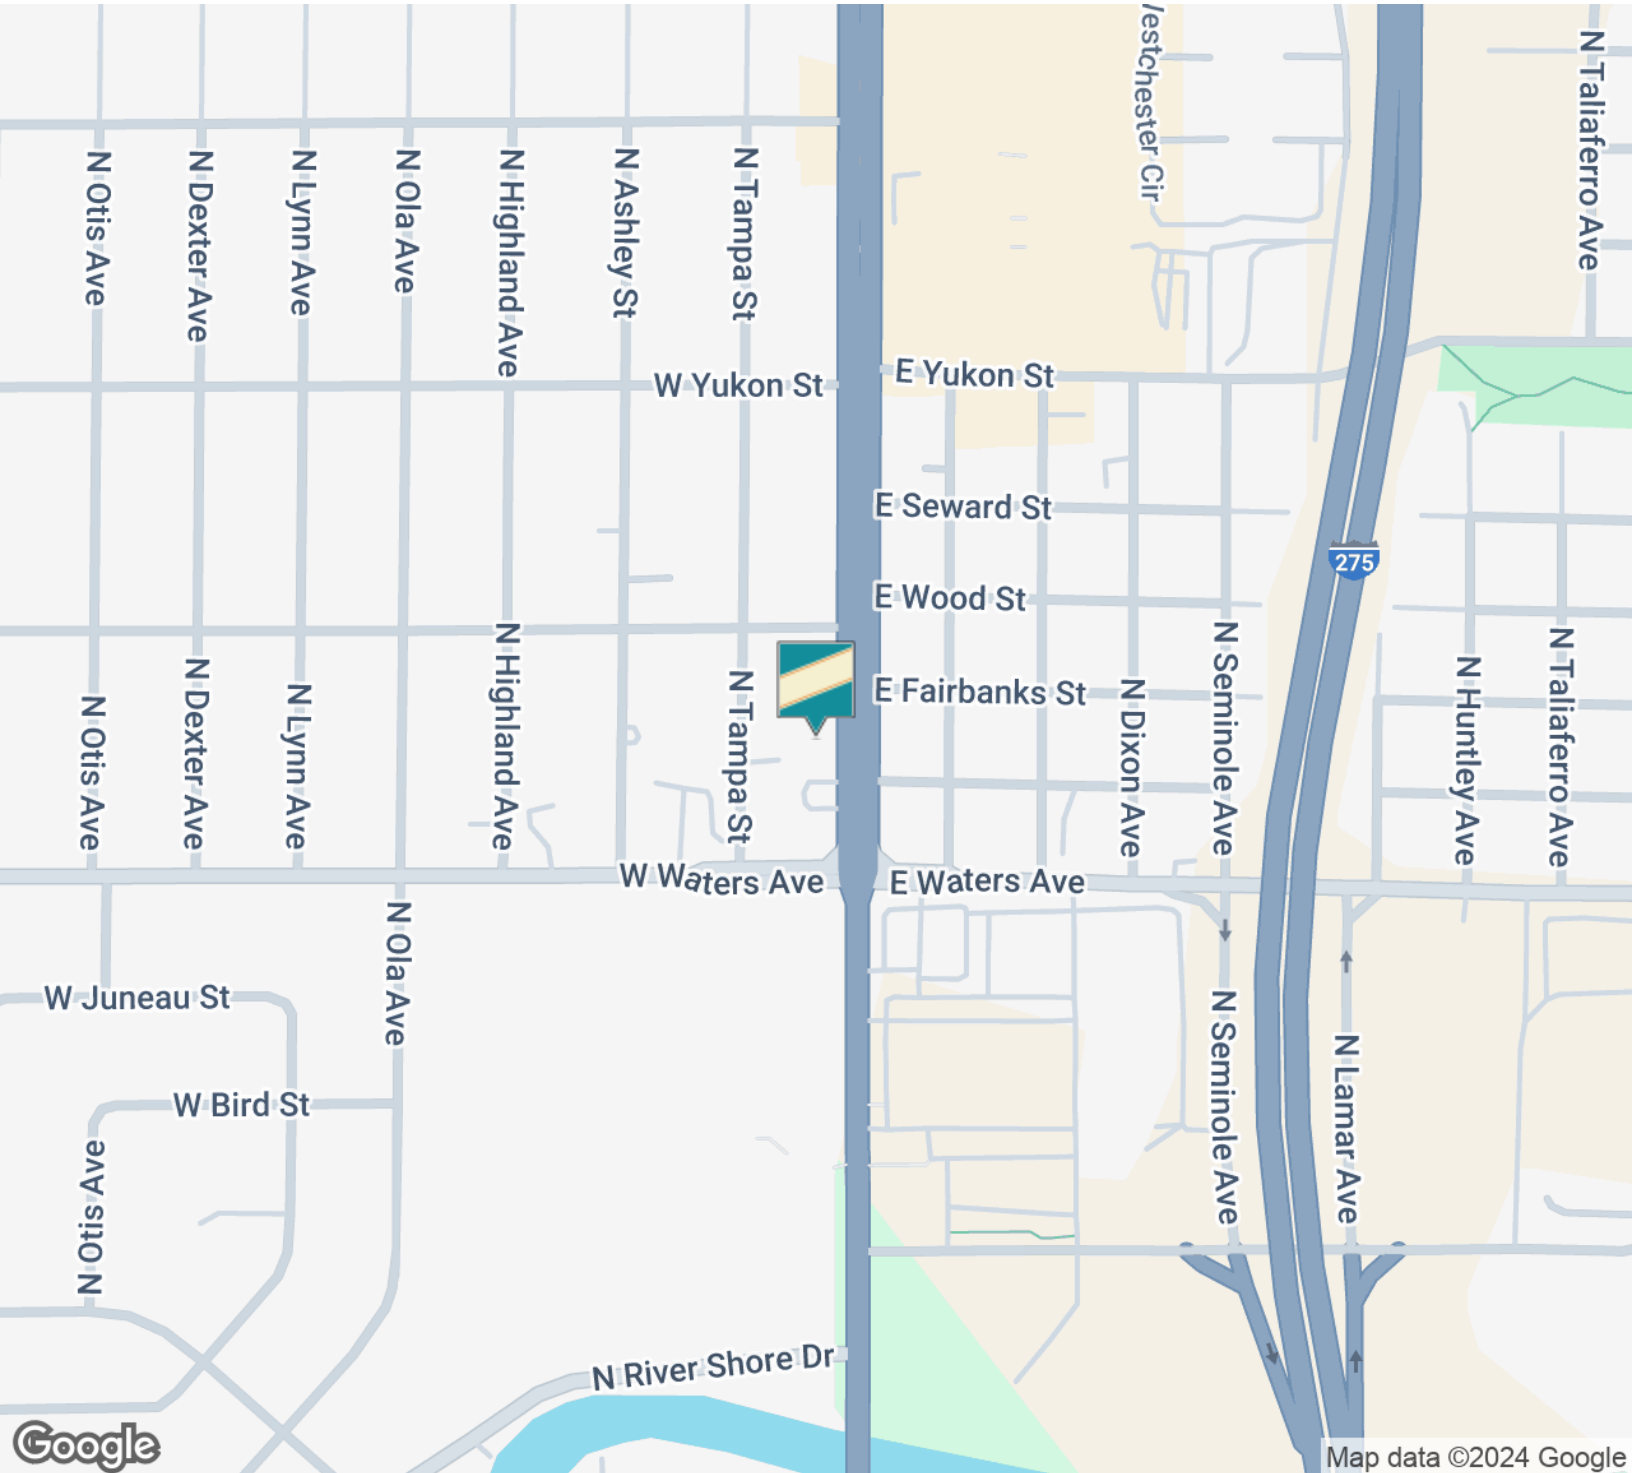 Westchester Cir
N Taliaferro Ave
N Otis Ave
N Dexter Ave
N Lynn Ave
N Ola Ave
N Highland Ave
N Ashley St
N Tampa St
W Yukon St
E Yukon St
E Seward St
275
E Wood St
E Fairbanks St
N Otis Ave
N Dexter Ave
N Lynn Ave
N Highland Ave
N Tampa St
N Dixon Ave
N Seminole Ave
N Huntley Ave
N Taliaferro Ave
W Waters Ave
E Waters Ave
N Ola Ave
W Juneau St
W Bird St
N Otis Ave
N Seminole Ave
N Lamar Ave
N River Shore Dr
Google
Map data ©2024 Google